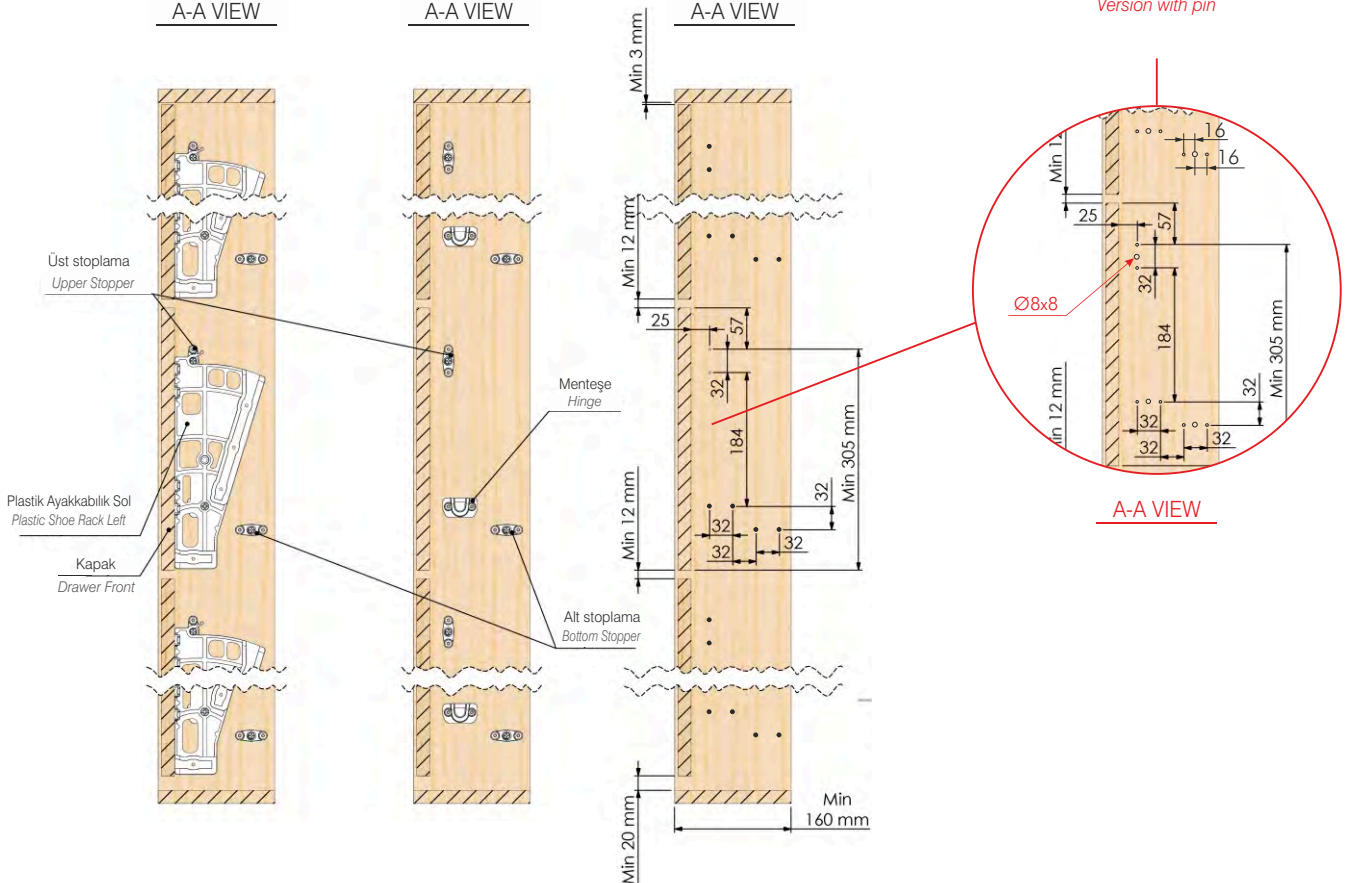 A-A VIEW
A-A VIEW
A-A VIEW
Version with pin
Min 3 mm
16
16
Min 12
25
57
32
Ø8x8
184
Min 305 mm
32
in 12 mm
32
32
32
A-A VIEW
Üst stoplama
Upper Stopper
Min 12 mm
25
57
32
Menteşe
Hinge
184
Min 305 mm
Plastik Ayakkabılık Sol
Plastic Shoe Rack Left
32
Min 12 mm
32
32
32
Kapak
Drawer Front
Alt stoplama
Bottom Stopper
Min
160 mm
Min 20 mm